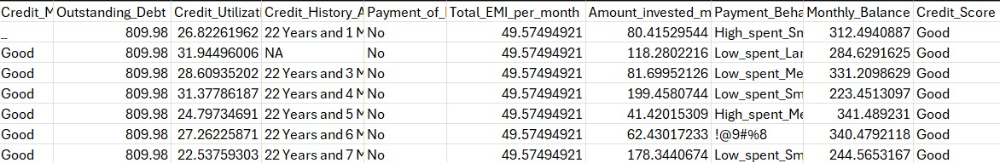 Credit_M Outstanding_Debt Credit_Utilizati Credit_History_A Payment_of_ Total_EMI_per_month Amount_invested_m Payment_Beha Monthly_Balance Credit_Score
_ 809.98 26.82261962 22 Years and 1 M No 49.57494921 80.41529544 High_spent_Sn 312.4940887 Good
Good 809.98 31.94496006 NA No 49.57494921 118.2802216 Low_spent_Lar 284.6291625 Good
Good 809.98 28.60935202 22 Years and 3 M No 49.57494921 81.69952126 Low_spent_Me 331.2098629 Good
Good 809.98 31.37786187 22 Years and 4 M No 49.57494921 199.4580744 Low_spent_Sm 223.4513097 Good
Good 809.98 24.79734691 22 Years and 5 M No 49.57494921 41.42015309 High_spent_Me 341.489231 Good
Good 809.98 27.26225871 22 Years and 6 M No 49.57494921 62.43017233 !@9#%8 340.4792118 Good
Good 809.98 22.53759303 22 Years and 7 M No 49.57494921 178.3440674 Low_spent_Sm 244.5653167 Good